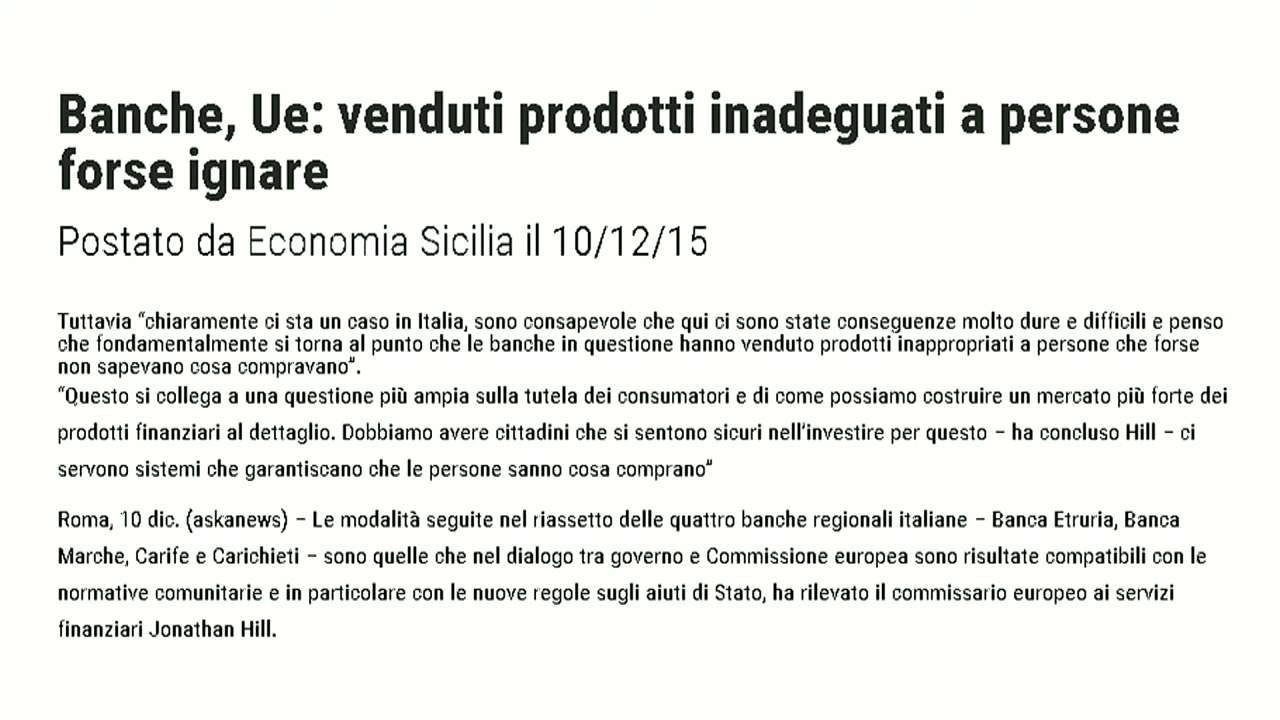 Banche, Ue: venduti prodotti inadeguati a persone
forse ignare
Postato da Economia Sicilia il 10/12/15
Tuttavia “chiaramente ci sta un caso in Italia, sono consapevole che qui ci sono state conseguenze molto dure e difficili e penso
che fondamentalmente si torna al punto che le banche in questione hanno venduto prodotti inappropriati a persone che forse
non sapevano cosa compravano”.
“Questo si collega a una questione più ampia sulla tutela dei consumatori e di come possiamo costruire un mercato più forte dei
prodotti finanziari al dettaglio. Dobbiamo avere cittadini che si sentono sicuri nell’investire per questo – ha concluso Hill – ci
servono sistemi che garantiscano che le persone sanno cosa comprano”
Roma, 10 dic. (askanews) – Le modalità seguite nel riassetto delle quattro banche regionali italiane – Banca Etruria, Banca
Marche, Carife e Carichieti – sono quelle che nel dialogo tra governo e Commissione europea sono risultate compatibili con le
normative comunitarie e in particolare con le nuove regole sugli aiuti di Stato, ha rilevato il commissario europeo ai servizi
finanziari Jonathan Hill.